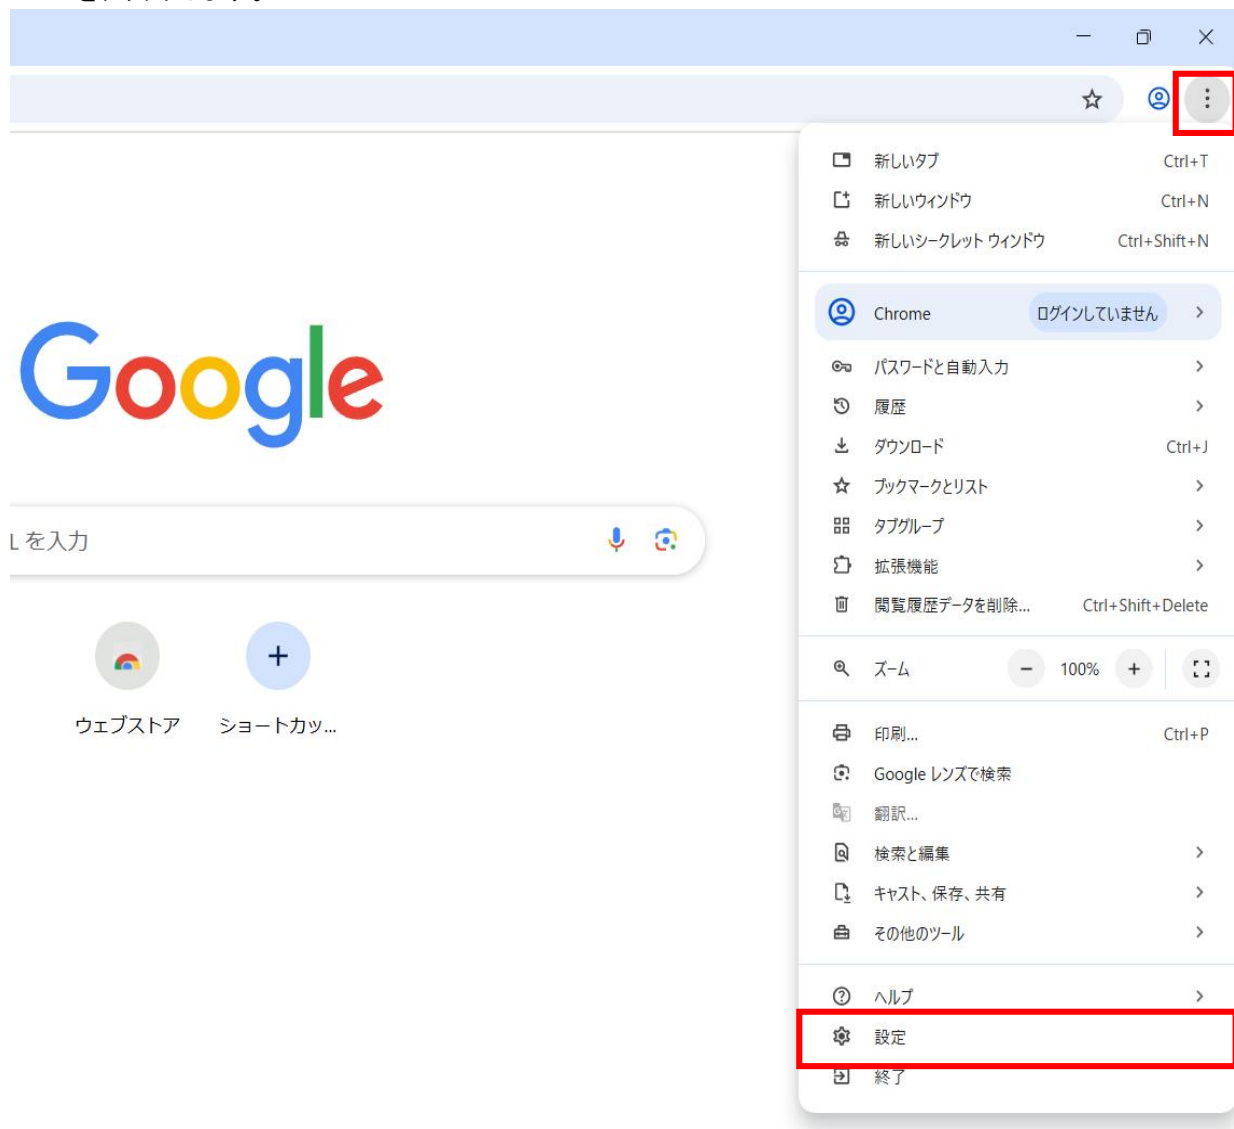 Google
L を入力
ウェブストア
ショートカッ...
新しいタブ Ctrl+T
新しいウィンドウ Ctrl+N
新しいシークレット ウィンドウ Ctrl+Shift+N
Chrome ログインしていません
パスワードと自動入力
履歴
ダウンロード Ctrl+J
ブックマークとリスト
タブグループ
拡張機能
閲覧履歴データを削除... Ctrl+Shift+Delete
ズーム - 100% +
印刷... Ctrl+P
Google レンズで検索
翻訳...
検索と編集
キャスト、保存、共有
その他のツール
ヘルプ
設定
終了